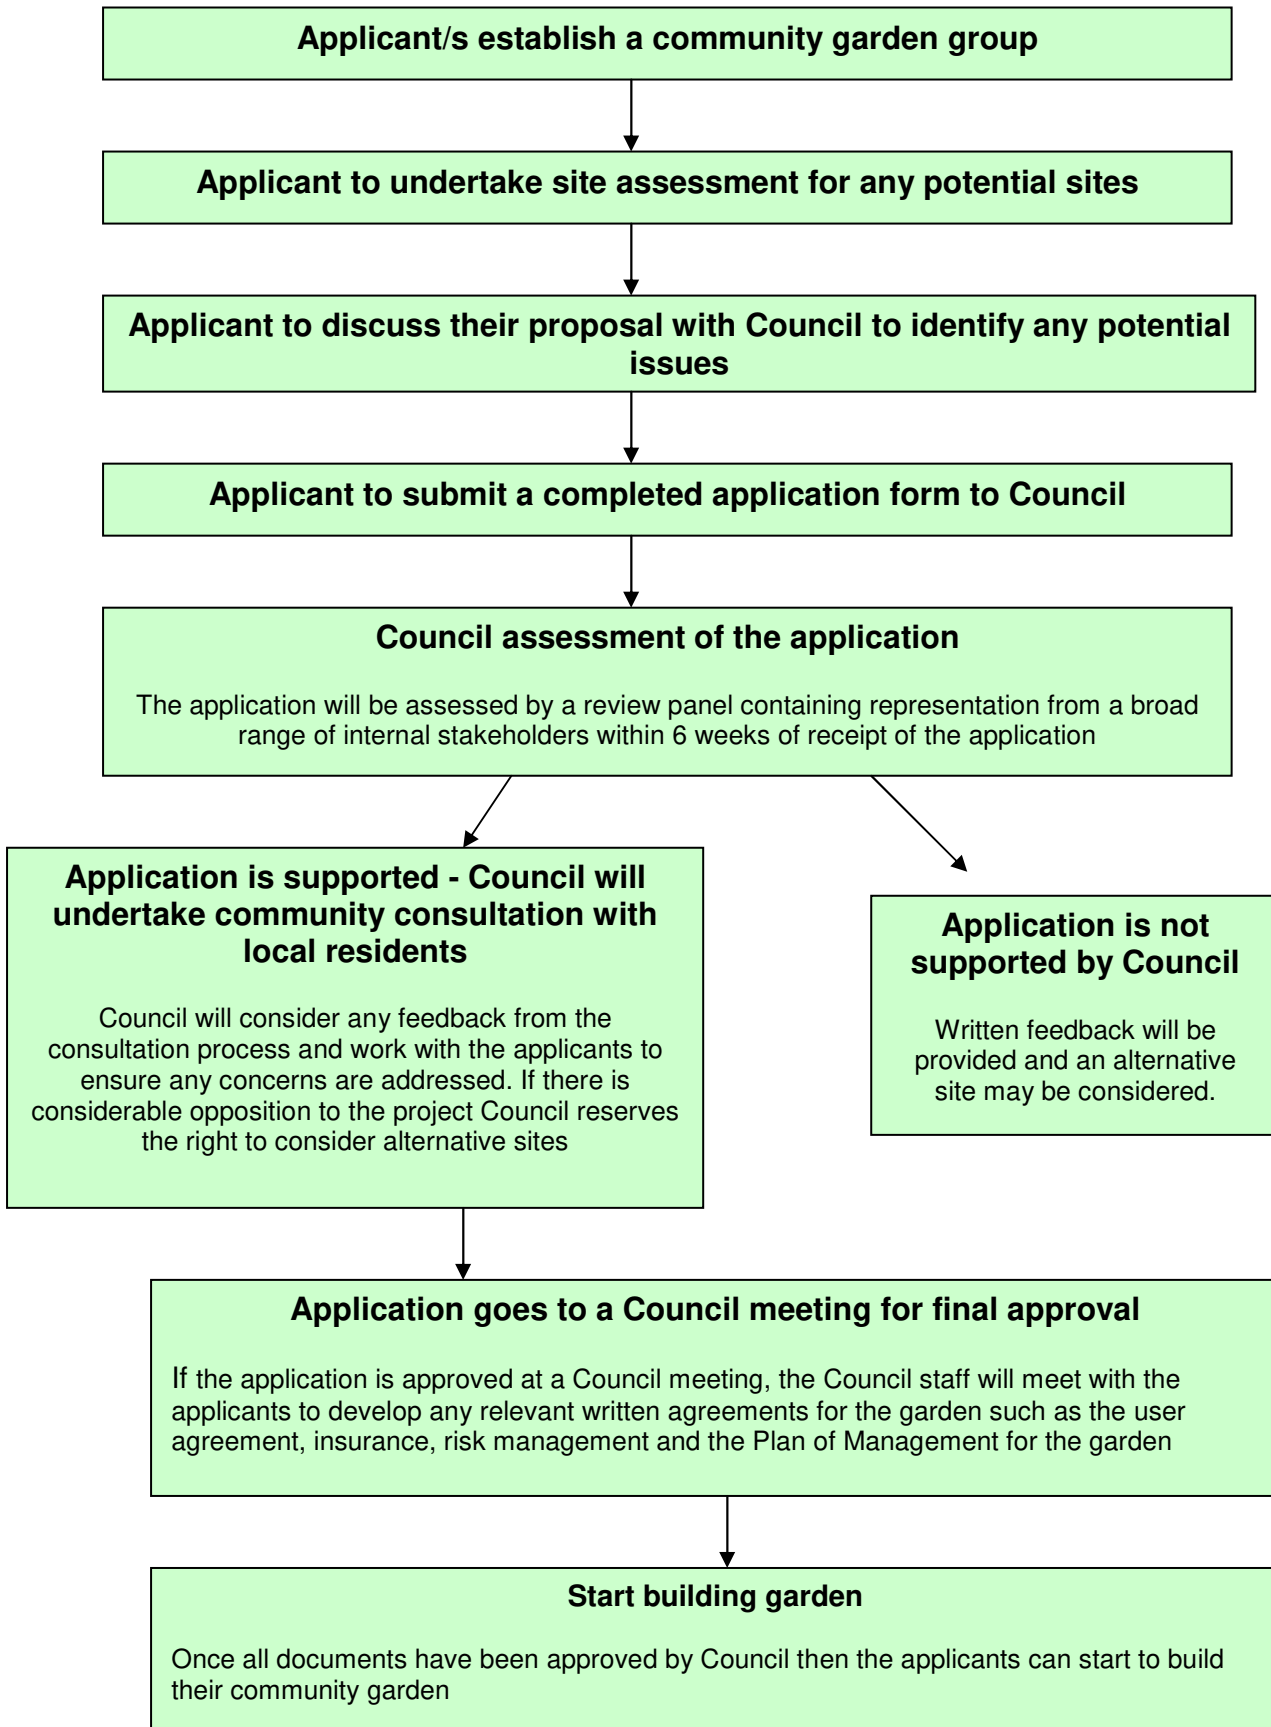 Applicant/s establish a community garden group
Applicant to undertake site assessment for any potential sites
Applicant to discuss their proposal with Council to identify any potential
issues
Applicant to submit a completed application form to Council
Council assessment of the application
The application will be assessed by a review panel containing representation from a broad
range of internal stakeholders within 6 weeks of receipt of the application
Application is supported - Council will
undertake community consultation with
local residents
Council will consider any feedback from the
consultation process and work with the applicants to
ensure any concerns are addressed. If there is
considerable opposition to the project Council reserves
the right to consider alternative sites
Application is not
supported by Council
Written feedback will be
provided and an alternative
site may be considered.
Application goes to a Council meeting for final approval
If the application is approved at a Council meeting, the Council staff will meet with the
applicants to develop any relevant written agreements for the garden such as the user
agreement, insurance, risk management and the Plan of Management for the garden
Start building garden
Once all documents have been approved by Council then the applicants can start to build
their community garden